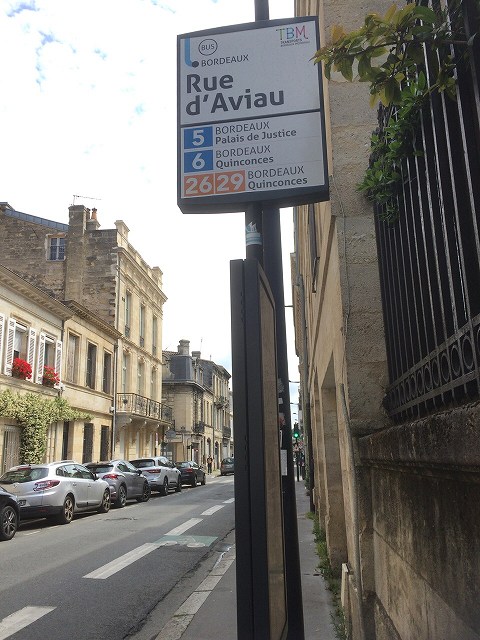 BUS
TBM
BORDEAUX
Rue
d'Aviau
5 BORDEAUX
Palais de Justice
6 BORDEAUX
Quinconces
26 29 BORDEAUX
Quinconces